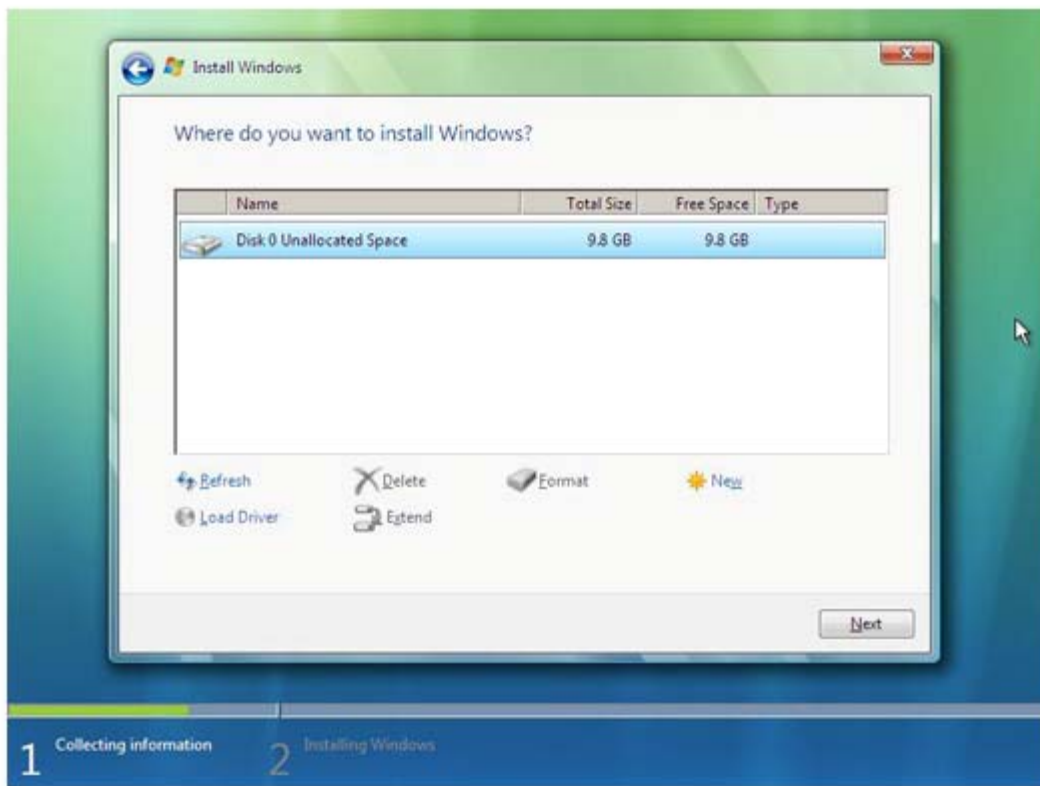 Install Windows
Where do you want to install Windows?
Name Total Size Free Space Type
Disk 0 Unallocated Space 9.8 GB 9.8 GB
Refresh Delete Format New
Load Driver Extend
Next
1 Collecting information 2 Installing Windows